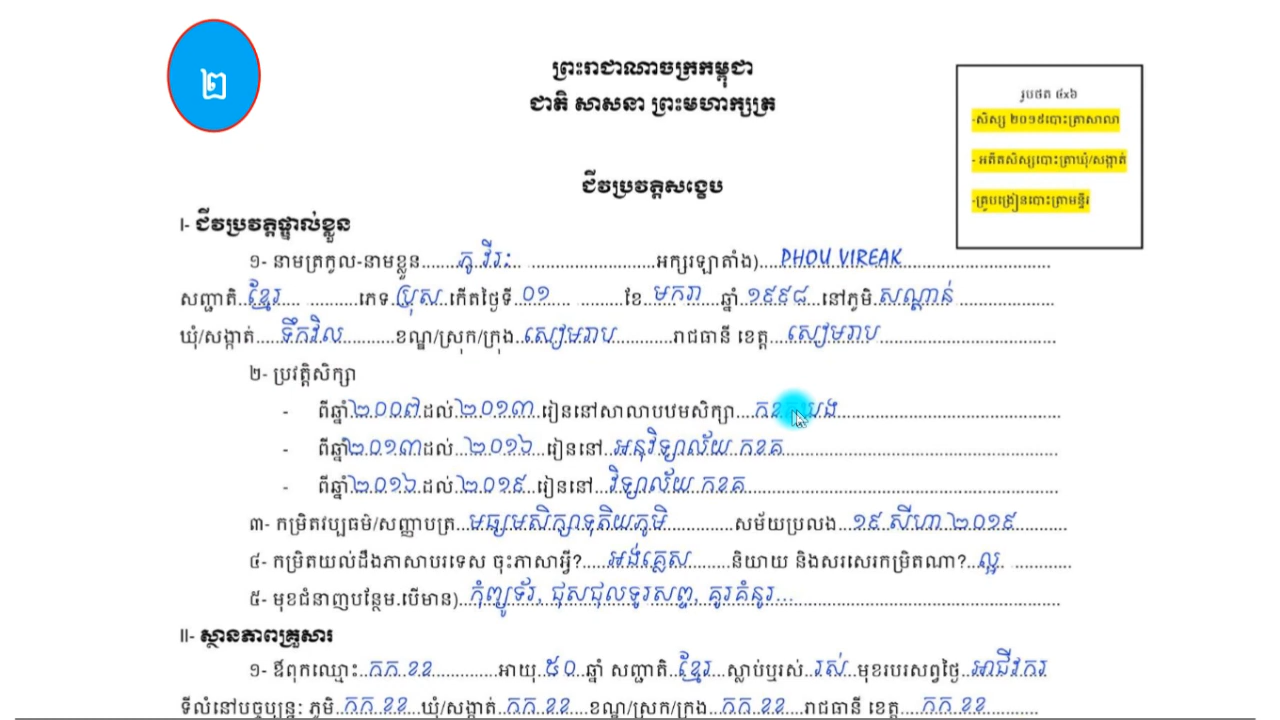 ២
ព្រះរាជាណាចក្រកម្ពុជា
ជាតិ សាសនា ព្រះមហាក្សត្រ
រូបថត ៤x៦
-សិស្ស ២០១៩បោះត្រាសាលា
- អតីតសិស្សបោះត្រាឃុំ/សង្កាត់
-គ្រូបង្រៀនបោះត្រាមន្ទីរ
ជីវប្រវត្តិសង្ខេប
I- ជីវប្រវត្តិផ្ទាល់ខ្លួន
១- នាមត្រកូល-នាមខ្លួន.......ភូ វីរៈ.. ........................អក្សរឡាតាំង)....PHOU VIREAK..............................
សញ្ជាតិ..ខ្មែរ.... ..........ភេទ.ប្រុស.កើតថ្ងៃទី..០១.... .........ខែ..មករា....ឆ្នាំ.១៩៩៨...នៅភូមិ.សណ្តាន់ ....................
ឃុំ/សង្កាត់.....ទឹកវិល...........ខណ្ឌ/ស្រុក/ក្រុង..សៀមរាប.............រាជធានី ខេត្ត....សៀមរាប......................................
២- ប្រវត្តិសិក្សា
- ពីឆ្នាំ២០០៧.ដល់.២០១៣..រៀននៅសាលាបឋមសិក្សា....
- ពីឆ្នាំ២០១៣ដល់...២០១៦...រៀននៅ..អនុវិទ្យាល័យ កខគ............................................................
- ពីឆ្នាំ២០១៦.ដល់.២០១៩..រៀននៅ...វិទ្យាល័យ កខគ....................................................................
៣- កម្រិតវប្បធម៌/សញ្ញាបត្រ...មធ្យមសិក្សាទុតិយភូមិ...............សម័យប្រលង...១៩ សីហា ២០១៩...........
៤- កម្រិតយល់ដឹងភាសាបរទេស ចុះភាសាអ្វី?.....អង់គ្លេស.........និយាយ និងសរសេរកម្រិតណា?..ល្អ. .............
៥- មុខជំនាញបន្ថែម.បើមាន)..កុំព្យូទ័រ, ជុសជុលទូរសព្ទ, គូរគំនូរ.............................................................
II- ស្ថានភាពគ្រួសារ
១- ឪពុកឈ្មោះ..កក.ខខ..............អាយុ..៥០..ឆ្នាំ សញ្ជាតិ..ខ្មែរ...ស្លាប់ឬរស់..រស់..មុខរបរសព្វថ្ងៃ..អាជីវករ
ទីលំនៅបច្ចុប្បន្នៈ ភូមិ..កក.ខខ...ឃុំ/សង្កាត់..កក.ខខ....ខណ្ឌ/ស្រុក/ក្រុង...កក.ខខ....រាជធានី ខេត្ត.....កក.ខខ...........